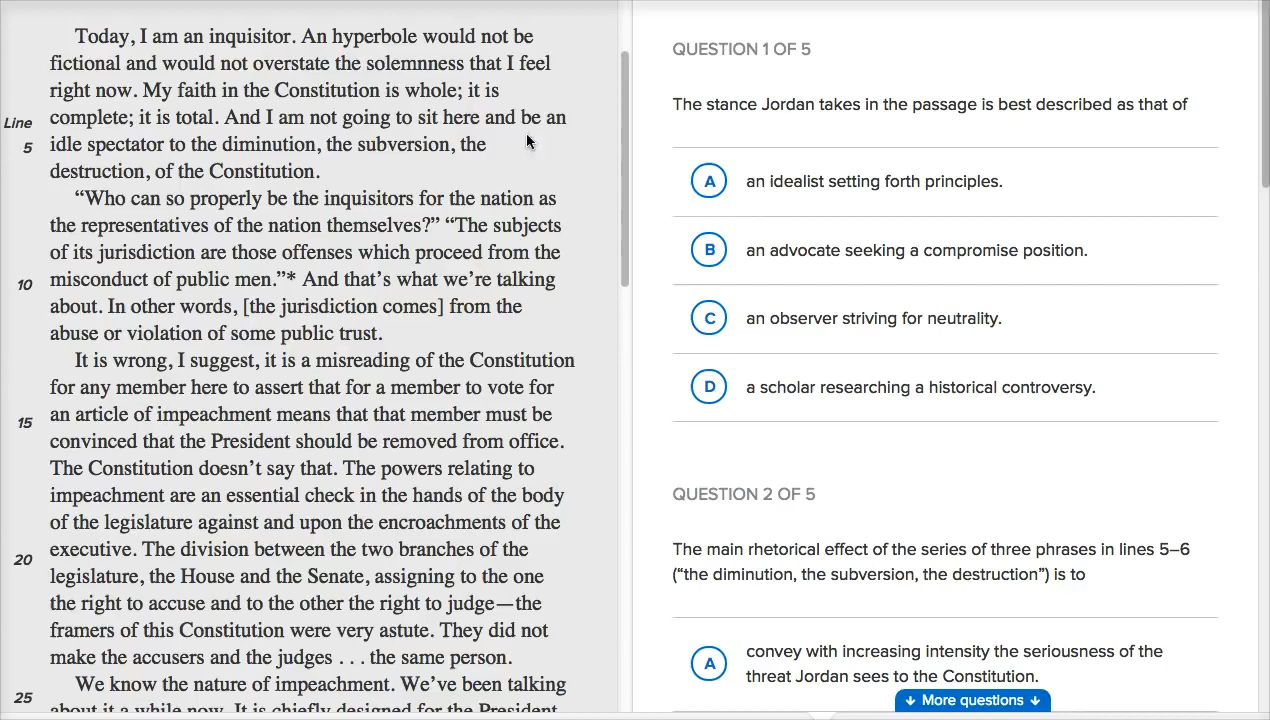 Today, I am an inquisitor. An hyperbole would not be
fictional and would not overstate the solemnness that I feel
right now. My faith in the Constitution is whole; it is
Line complete; it is total. And I am not going to sit here and be an
5 idle spectator to the diminution, the subversion, the
destruction, of the Constitution.
“Who can so properly be the inquisitors for the nation as
the representatives of the nation themselves?” “The subjects
of its jurisdiction are those offenses which proceed from the
10 misconduct of public men.”* And that’s what we’re talking
about. In other words, [the jurisdiction comes] from the
abuse or violation of some public trust.
It is wrong, I suggest, it is a misreading of the Constitution
for any member here to assert that for a member to vote for
15 an article of impeachment means that that member must be
convinced that the President should be removed from office.
The Constitution doesn’t say that. The powers relating to
impeachment are an essential check in the hands of the body
of the legislature against and upon the encroachments of the
20 executive. The division between the two branches of the
legislature, the House and the Senate, assigning to the one
the right to accuse and to the other the right to judge—the
framers of this Constitution were very astute. They did not
make the accusers and the judges . . . the same person.
25 We know the nature of impeachment. We’ve been talking
about it a while now. It is chiefly designed for the President
QUESTION 1 OF 5
The stance Jordan takes in the passage is best described as that of
A an idealist setting forth principles.
B an advocate seeking a compromise position.
C an observer striving for neutrality.
D a scholar researching a historical controversy.
QUESTION 2 OF 5
The main rhetorical effect of the series of three phrases in lines 5–6
(“the diminution, the subversion, the destruction”) is to
A convey with increasing intensity the seriousness of the
threat Jordan sees to the Constitution.
↓ More questions ↓